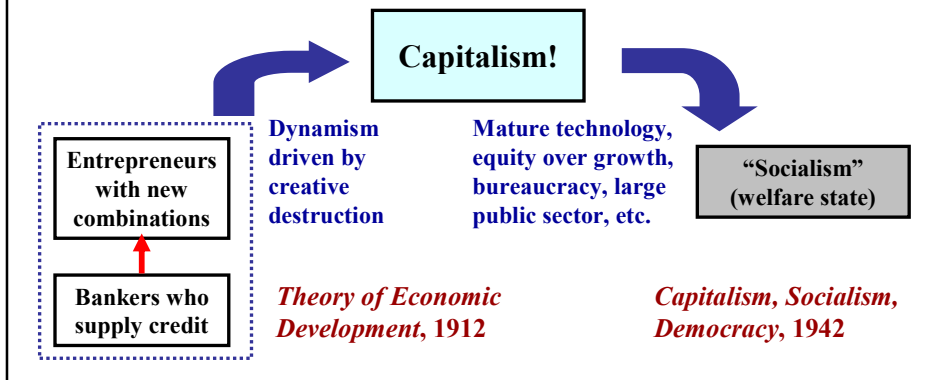 Capitalism!
Entrepreneurs
with new
combinations
Bankers who
supply credit
Dynamism
driven by
creative
destruction
Mature technology,
equity over growth,
bureaucracy, large
public sector, etc.
“Socialism”
(welfare state)
Theory of Economic
Development, 1912
Capitalism, Socialism,
Democracy, 1942